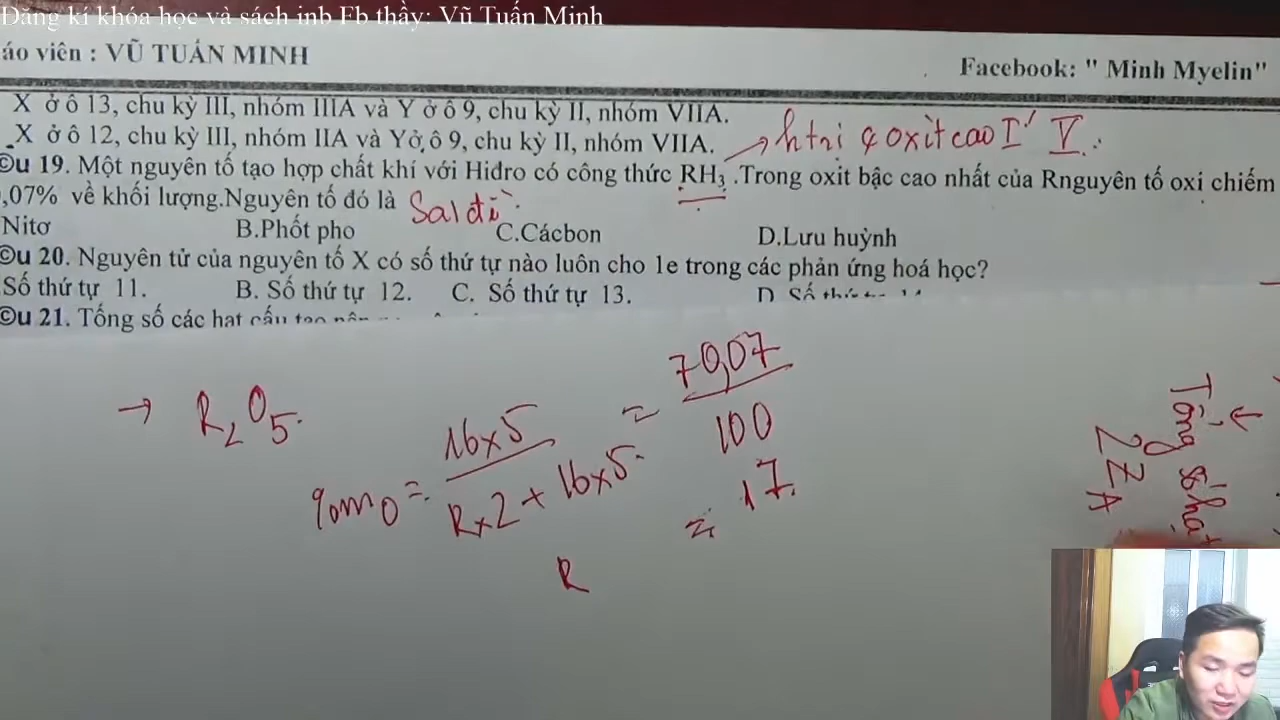 Đăng kí khóa học và sách inb Fb thầy: Vũ Tuấn Minh
áo viên : VŨ TUẤN MINH
Facebook: " Minh Myelin"
X ở ô 13, chu kỳ III, nhóm IIIA và Y ở ô 9, chu kỳ II, nhóm VIIA.
X ở ô 12, chu kỳ III, nhóm IIA và Y ở ô 9, chu kỳ II, nhóm VIIA.
→ htri ¢ oxit cao I' V
©u 19. Một nguyên tố tạo hợp chất khí với Hiđro có công thức RH₃ .Trong oxit bậc cao nhất của Rnguyên tố oxi chiếm
,07% về khối lượng.Nguyên tố đó là Sai đề
Nitơ B.Phốt pho C.Cácbon D.Lưu huỳnh
©u 20. Nguyên tử của nguyên tố X có số thứ tự nào luôn cho 1e trong các phản ứng hoá học?
Số thứ tự 11. B. Số thứ tự 12. C. Số thứ tự 13.
©u 21. Tổng số các hạt cấu tạo
→ R₂O₅
%mO = 16x5 / Rx2 + 16x5 = 70,07 / 100
R = 17
Tổng số hạt
2Z A